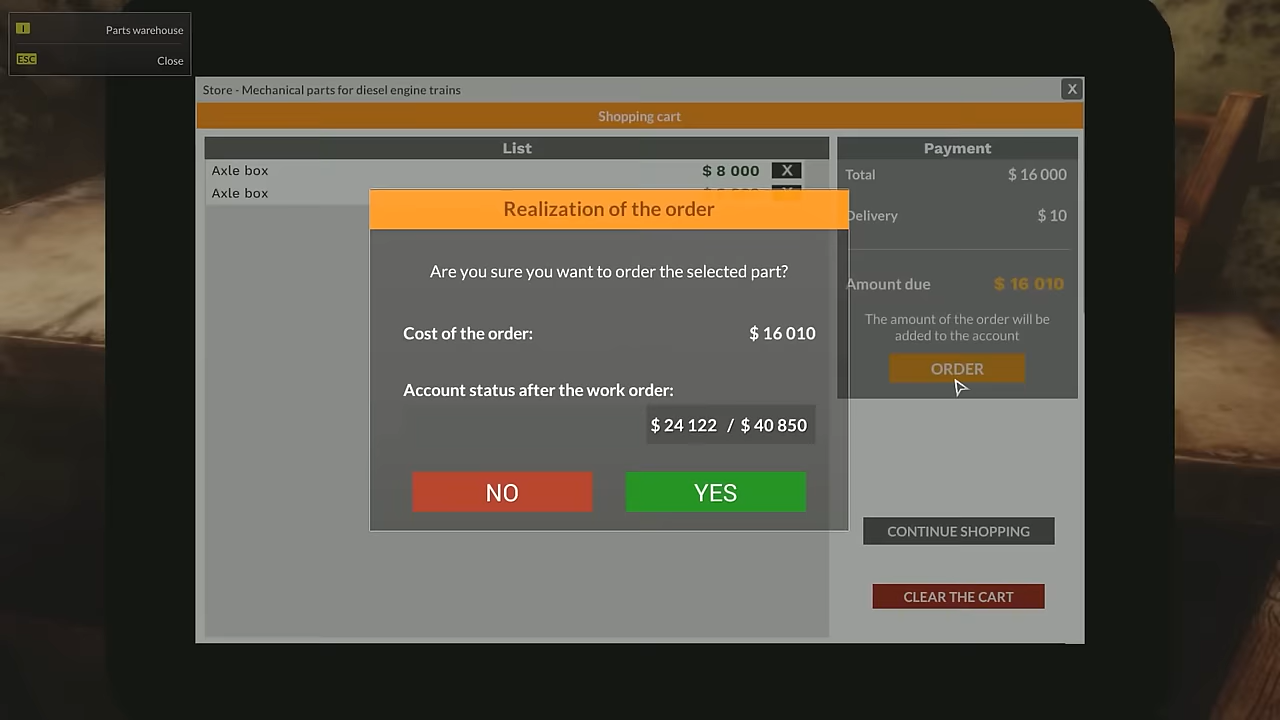 I Parts warehouse
ESC Close
Store - Mechanical parts for diesel engine trains X
Shopping cart
List
Payment
Axle box $ 8 000 X
Axle box
Total $ 16 000
Delivery $ 10
Amount due $ 16 010
The amount of the order will be
added to the account
ORDER
CONTINUE SHOPPING
CLEAR THE CART
Realization of the order
Are you sure you want to order the selected part?
Cost of the order: $ 16 010
Account status after the work order:
$ 24 122 / $ 40 850
NO YES